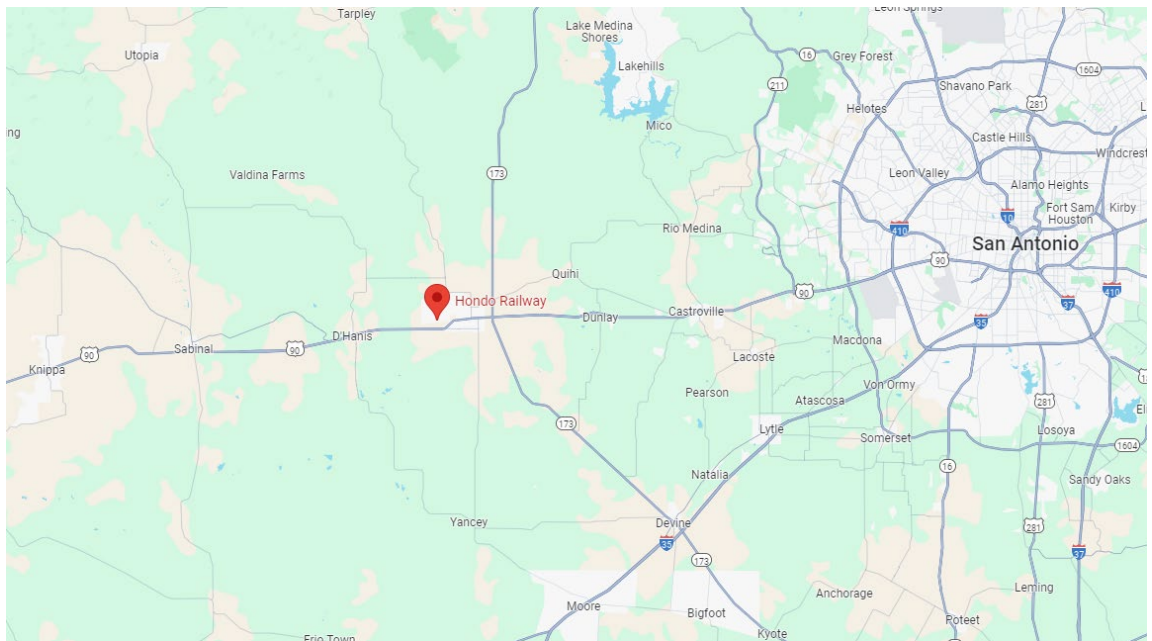 Leon Springs
Tarpley
Lake Medina
Shores
Utopia
16
Grey Forest
Lakehills
1604
211
Shavano Park
281
Helotes
Mico
ing
Castle Hills
Windcrest
173
Leon Valley
Valdina Farms
Alamo Heights
Fort Sam
Houston
Kirby
10
Rio Medina
410
San Antonio
90
Quihi
90
410
Hondo Railway
37
Castroville
Dunlay
35
D'Hanis
Macdona
90
Sabinal
90
Lacoste
Knippa
Von Ormy
Pearson
Atascosa
281
173
Lytle
Losoya
Somerset
1604
16
Natalia
Sandy Oaks
Yancey
Devine
281
35
37
173
Leming
Anchorage
Moore
Bigfoot
Poteet
Kyote
Frio Town